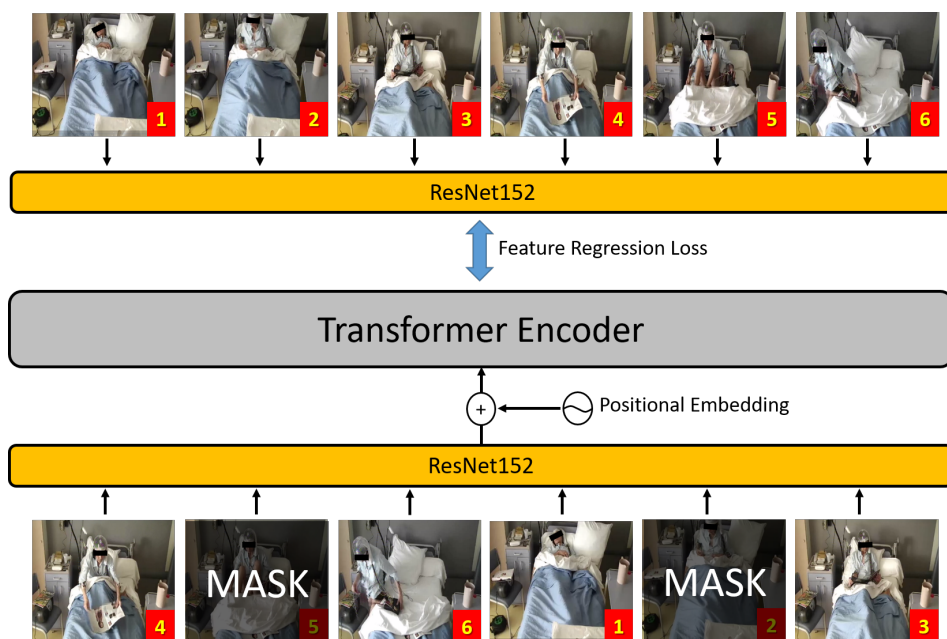 1 2 3 4 5 6
ResNet152
Feature Regression Loss
Transformer Encoder
+ Positional Embedding
ResNet152
MASK MASK
4 5 6 1 2 3